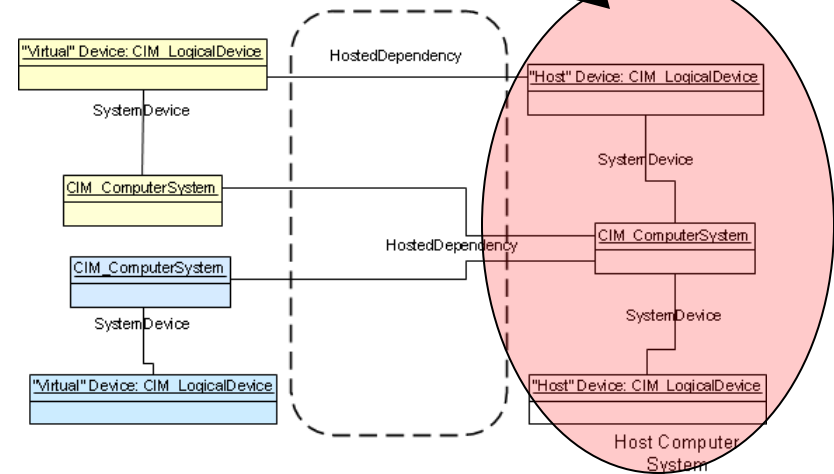 "Virtual" Device: CIM_LogicalDevice
HostedDependency
"Host" Device: CIM_LogicalDevice
SystemDevice
SystemDevice
CIM_ComputerSystem
CIM_ComputerSystem
HostedDependency
CIM_ComputerSystem
SystemDevice
SystemDevice
"Virtual" Device: CIM_LogicalDevice
"Host" Device: CIM_LogicalDevice
Host Computer
System